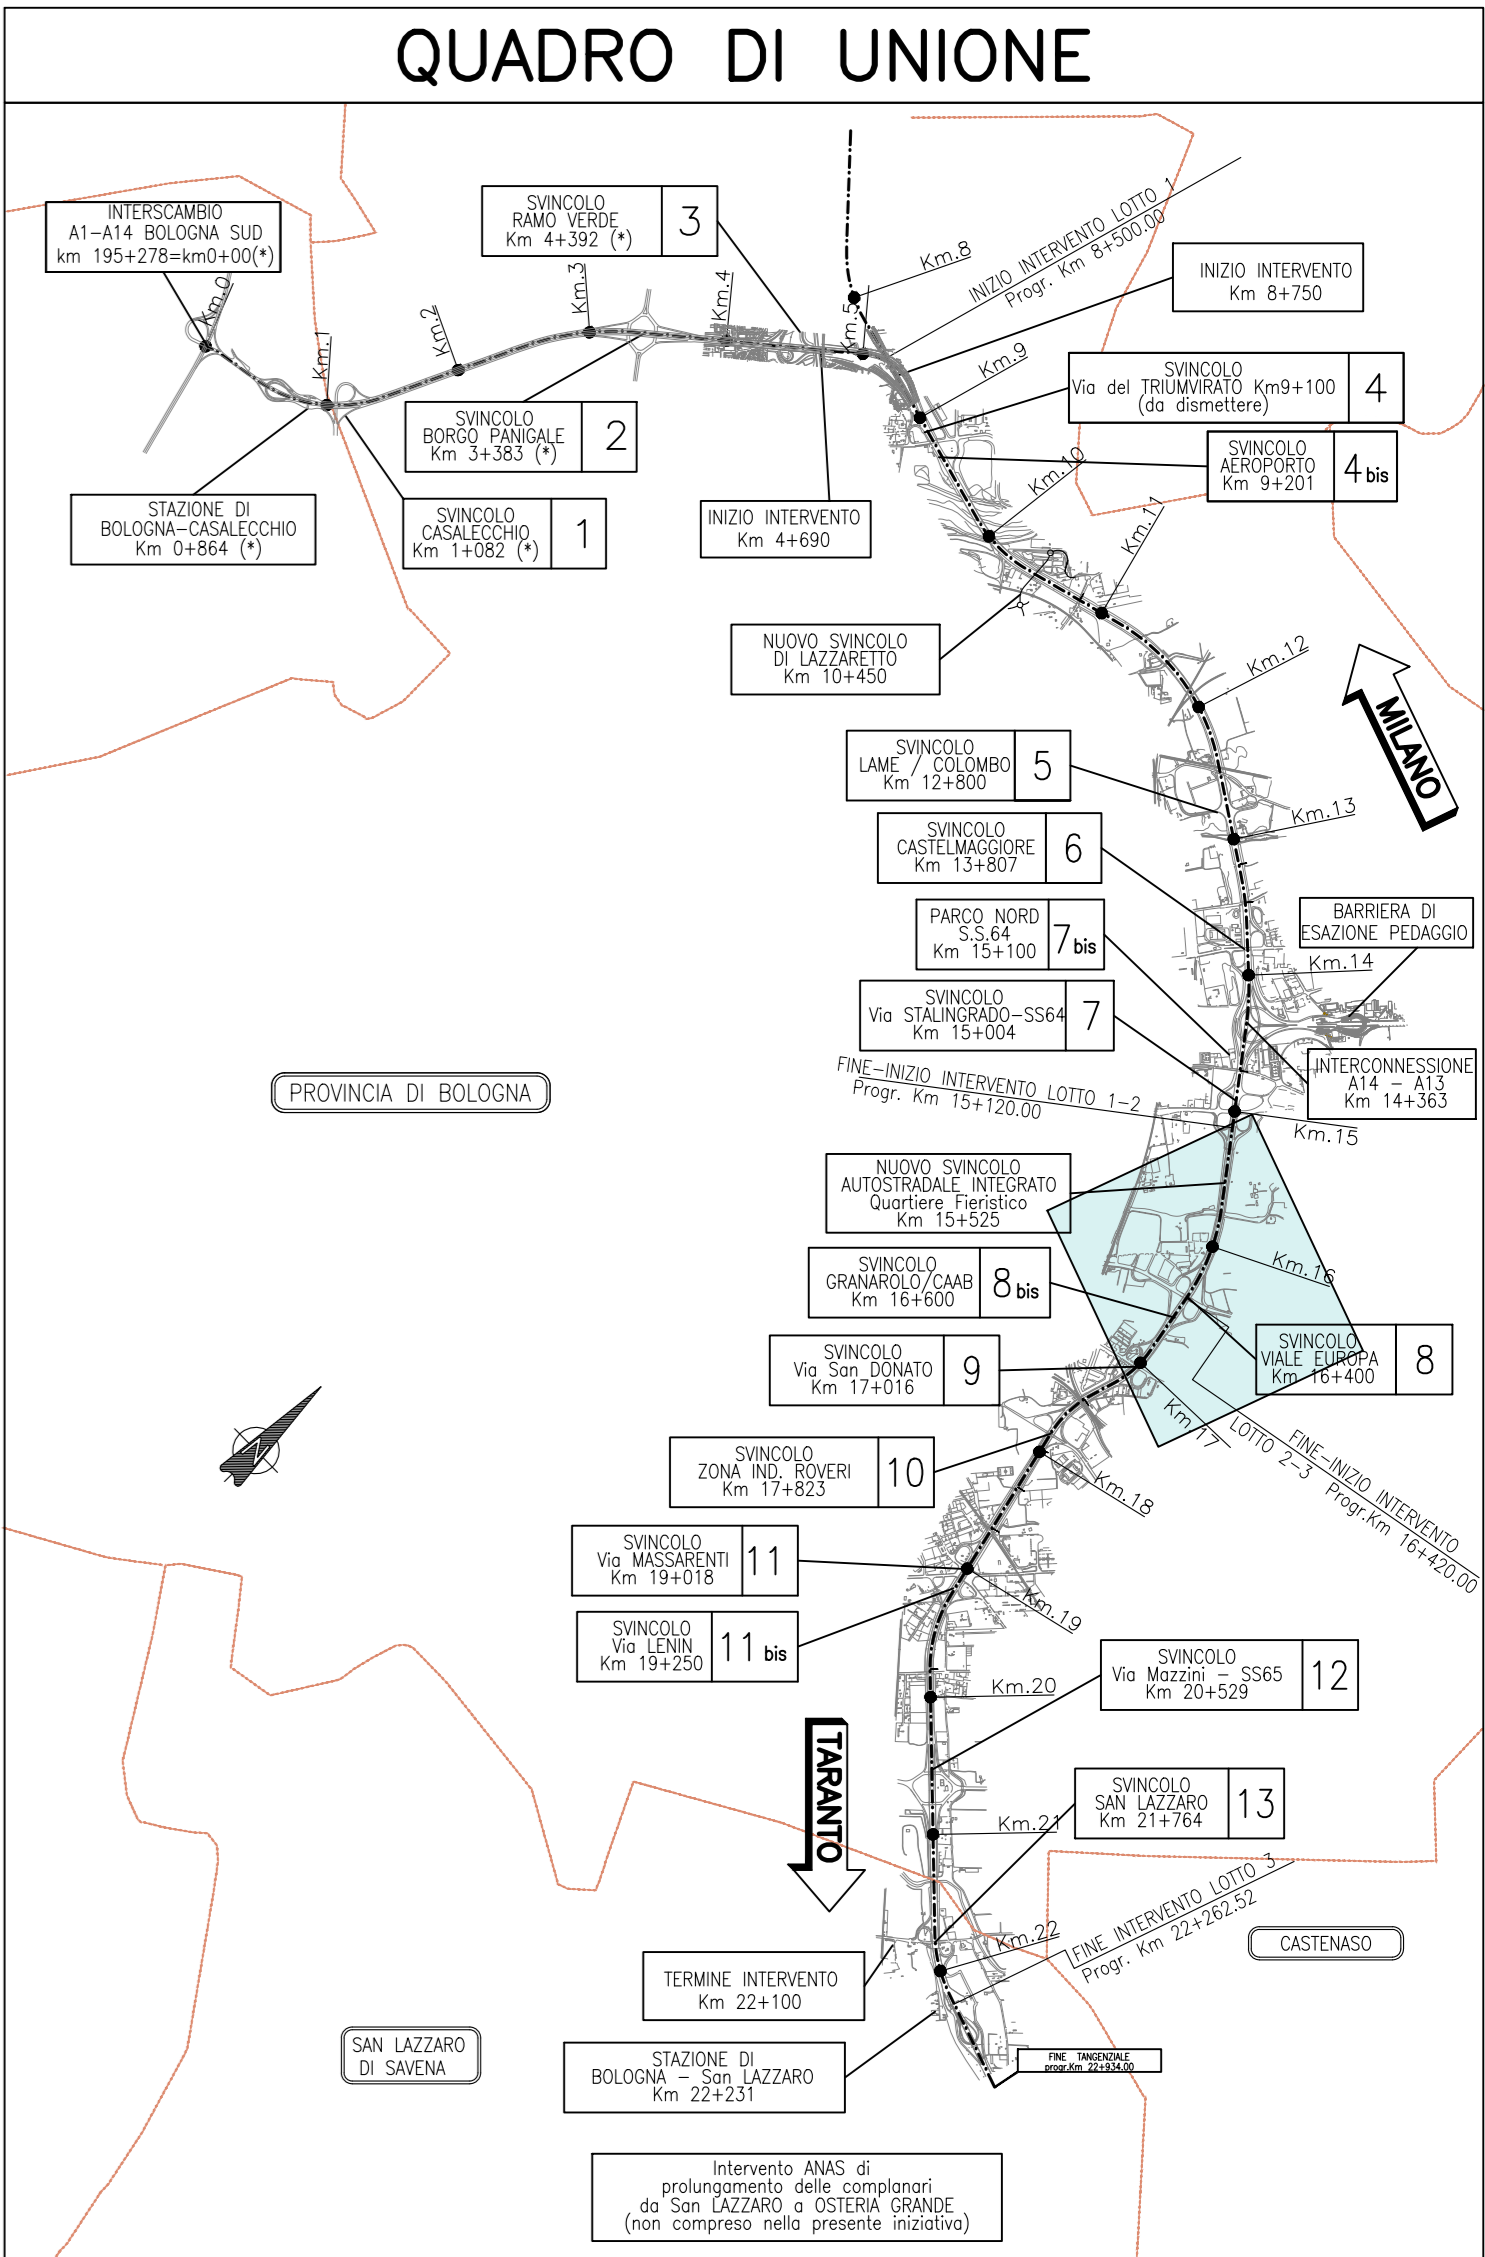 QUADRO DI UNIONE
INTERSCAMBIO
A1-A14 BOLOGNA SUD
km 195+278=km0+00(*)
SVINCOLO
RAMO VERDE
Km 4+392 (*)
3
INIZIO INTERVENTO LOTTO 1
Progr. Km 8+500.00
INIZIO INTERVENTO
Km 8+750
Km.0
Km.1
Km.2
Km.3
Km.4
Km.5
Km.8
Km.9
SVINCOLO
Via del TRIUMVIRATO Km9+100
(da dismettere)
4
SVINCOLO
BORGO PANIGALE
Km 3+383 (*)
2
SVINCOLO
AEROPORTO
Km 9+201
4 bis
STAZIONE DI
BOLOGNA-CASALECCHIO
Km 0+864 (*)
SVINCOLO
CASALECCHIO
Km 1+082 (*)
1
INIZIO INTERVENTO
Km 4+690
Km.10
Km.11
NUOVO SVINCOLO
DI LAZZARETTO
Km 10+450
Km.12
MILANO
SVINCOLO
LAME / COLOMBO
Km 12+800
5
Km.13
SVINCOLO
CASTELMAGGIORE
Km 13+807
6
PARCO NORD
S.S.64
Km 15+100
7 bis
BARRIERA DI
ESAZIONE PEDAGGIO
Km.14
SVINCOLO
Via STALINGRADO-SS64
Km 15+004
7
INTERCONNESSIONE
A14 - A13
Km 14+363
FINE-INIZIO INTERVENTO LOTTO 1-2
Progr. Km 15+120.00
PROVINCIA DI BOLOGNA
Km.15
NUOVO SVINCOLO
AUTOSTRADALE INTEGRATO
Quartiere Fieristico
Km 15+525
SVINCOLO
GRANAROLO/CAAB
Km 16+600
8 bis
Km.16
SVINCOLO
VIALE EUROPA
Km 16+400
8
SVINCOLO
Via San DONATO
Km 17+016
9
Km.17
FINE-INIZIO INTERVENTO
LOTTO 2-3 Progr.Km 16+420.00
SVINCOLO
ZONA IND. ROVERI
Km 17+823
10
Km.18
SVINCOLO
Via MASSARENTI
Km 19+018
11
Km.19
SVINCOLO
Via LENIN
Km 19+250
11 bis
SVINCOLO
Via Mazzini - SS65
Km 20+529
12
Km.20
TARANTO
SVINCOLO
SAN LAZZARO
Km 21+764
13
Km.21
FINE INTERVENTO LOTTO 3
Progr. Km 22+262.52
Km.22
CASTENASO
TERMINE INTERVENTO
Km 22+100
SAN LAZZARO
DI SAVENA
STAZIONE DI
BOLOGNA - San LAZZARO
Km 22+231
FINE TANGENZIALE
progr.Km 22+934.00
Intervento ANAS di
prolungamento delle complanari
da San LAZZARO a OSTERIA GRANDE
(non compreso nella presente iniziativa)